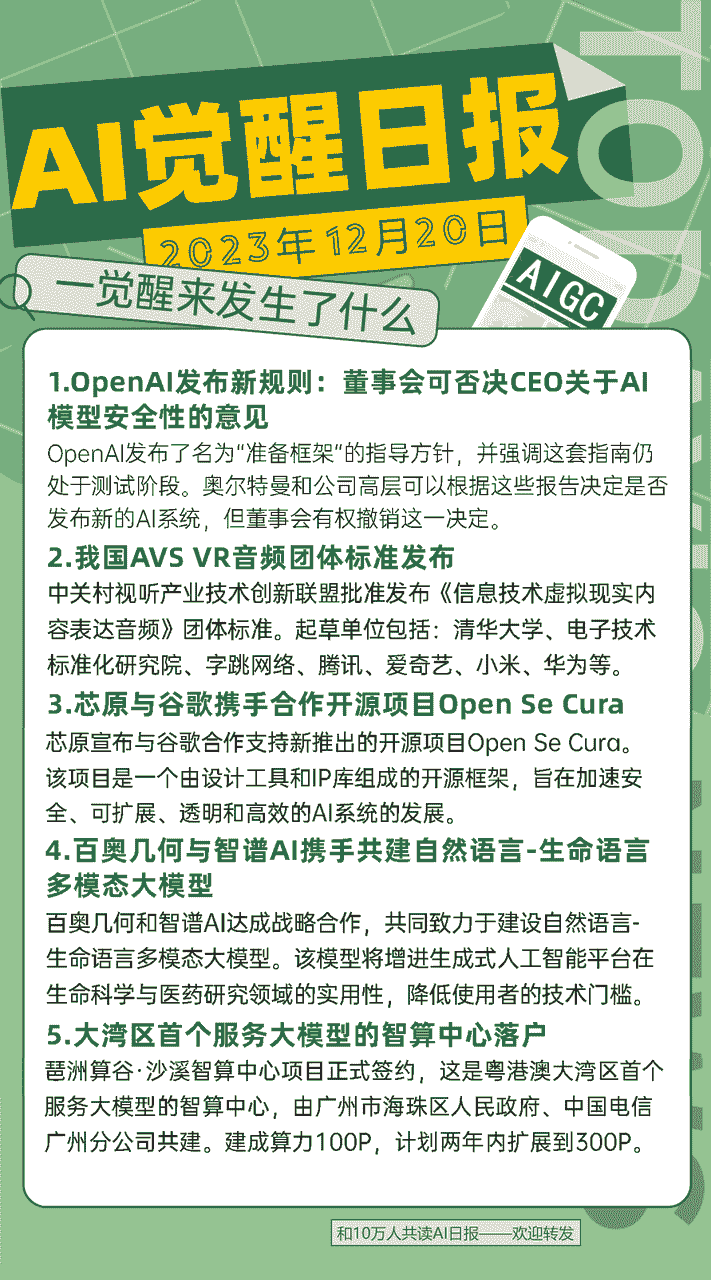 AI觉醒日报
2023年12月20日
AIGC
一觉醒来发生了什么
1.OpenAI发布新规则：董事会可否决CEO关于AI
模型安全性的意见
OpenAI发布了名为“准备框架”的指导方针，并强调这套指南仍
处于测试阶段。奥尔特曼和公司高层可以根据这些报告决定是否
发布新的AI系统，但董事会有权撤销这一决定。
2.我国AVS VR音频团体标准发布
中关村视听产业技术创新联盟批准发布《信息技术虚拟现实内
容表达音频》团体标准。起草单位包括：清华大学、电子技术
标准化研究院、字跳网络、腾讯、爱奇艺、小米、华为等。
3.芯原与谷歌携手合作开源项目Open Se Cura
芯原宣布与谷歌合作支持新推出的开源项目Open Se Cura。
该项目是一个由设计工具和IP库组成的开源框架，旨在加速安
全、可扩展、透明和高效的AI系统的发展。
4.百奥几何与智谱AI携手共建自然语言-生命语言
多模态大模型
百奥几何和智谱AI达成战略合作，共同致力于建设自然语言-
生命语言多模态大模型。该模型将增进生成式人工智能平台在
生命科学与医药研究领域的实用性，降低使用者的技术门槛。
5.大湾区首个服务大模型的智算中心落户
琶洲算谷·沙溪智算中心项目正式签约，这是粤港澳大湾区首个
服务大模型的智算中心，由广州市海珠区人民政府、中国电信
广州分公司共建。建成算力100P，计划两年内扩展到300P。
和10万人共读AI日报——欢迎转发